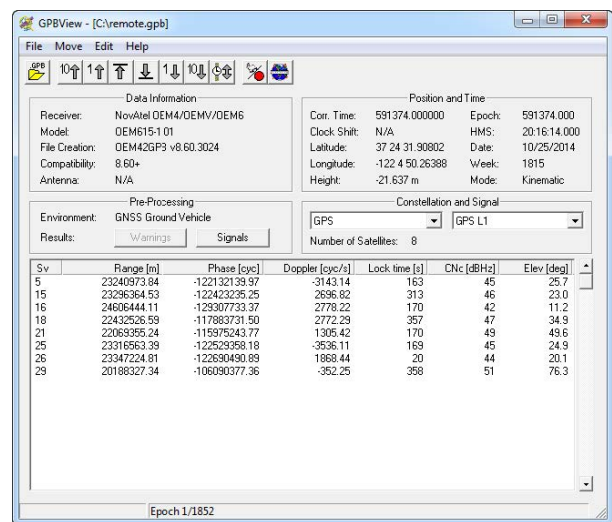 GPBView - [C:\remote.gpb]
File Move Edit Help
GPB 10 1 1 10
Data Information
Receiver: NovAtel OEM4/OEMV/OEM6
Model: OEM615-1.01
File Creation: OEM42GP3 v8.60.3024
Compatibility: 8.60+
Antenna: N/A
Position and Time
Corr. Time: 591374.000000 Epoch: 591374.000
Clock Shift: N/A HMS: 20:16:14.000
Latitude: 37 24 31.90802 Date: 10/25/2014
Longitude: -122 4 50.26388 Week: 1815
Height: -21.637 m Mode: Kinematic
Pre-Processing
Environment: GNSS Ground Vehicle
Results: Warnings Signals
Constellation and Signal
GPS GPS L1
Number of Satellites: 8
Sv Range [m] Phase [cyc] Doppler [cyc/s] Lock time [s] CNc [dBHz] Elev [deg]
5 23240973.84 -122132139.97 -3143.14 163 45 25.7
15 23296364.53 -122423235.25 2696.82 313 46 23.0
16 24606444.11 -129307733.37 2778.22 170 42 11.2
18 22432526.59 -117883731.50 2772.29 357 47 34.9
21 22069355.24 -115975243.77 1305.42 170 49 49.6
25 23316563.39 -122529358.18 -3536.11 169 45 24.9
26 23347224.81 -122690490.89 1868.44 20 44 20.1
29 20188327.34 -106090377.36 -352.25 358 51 76.3
Epoch 1/1852